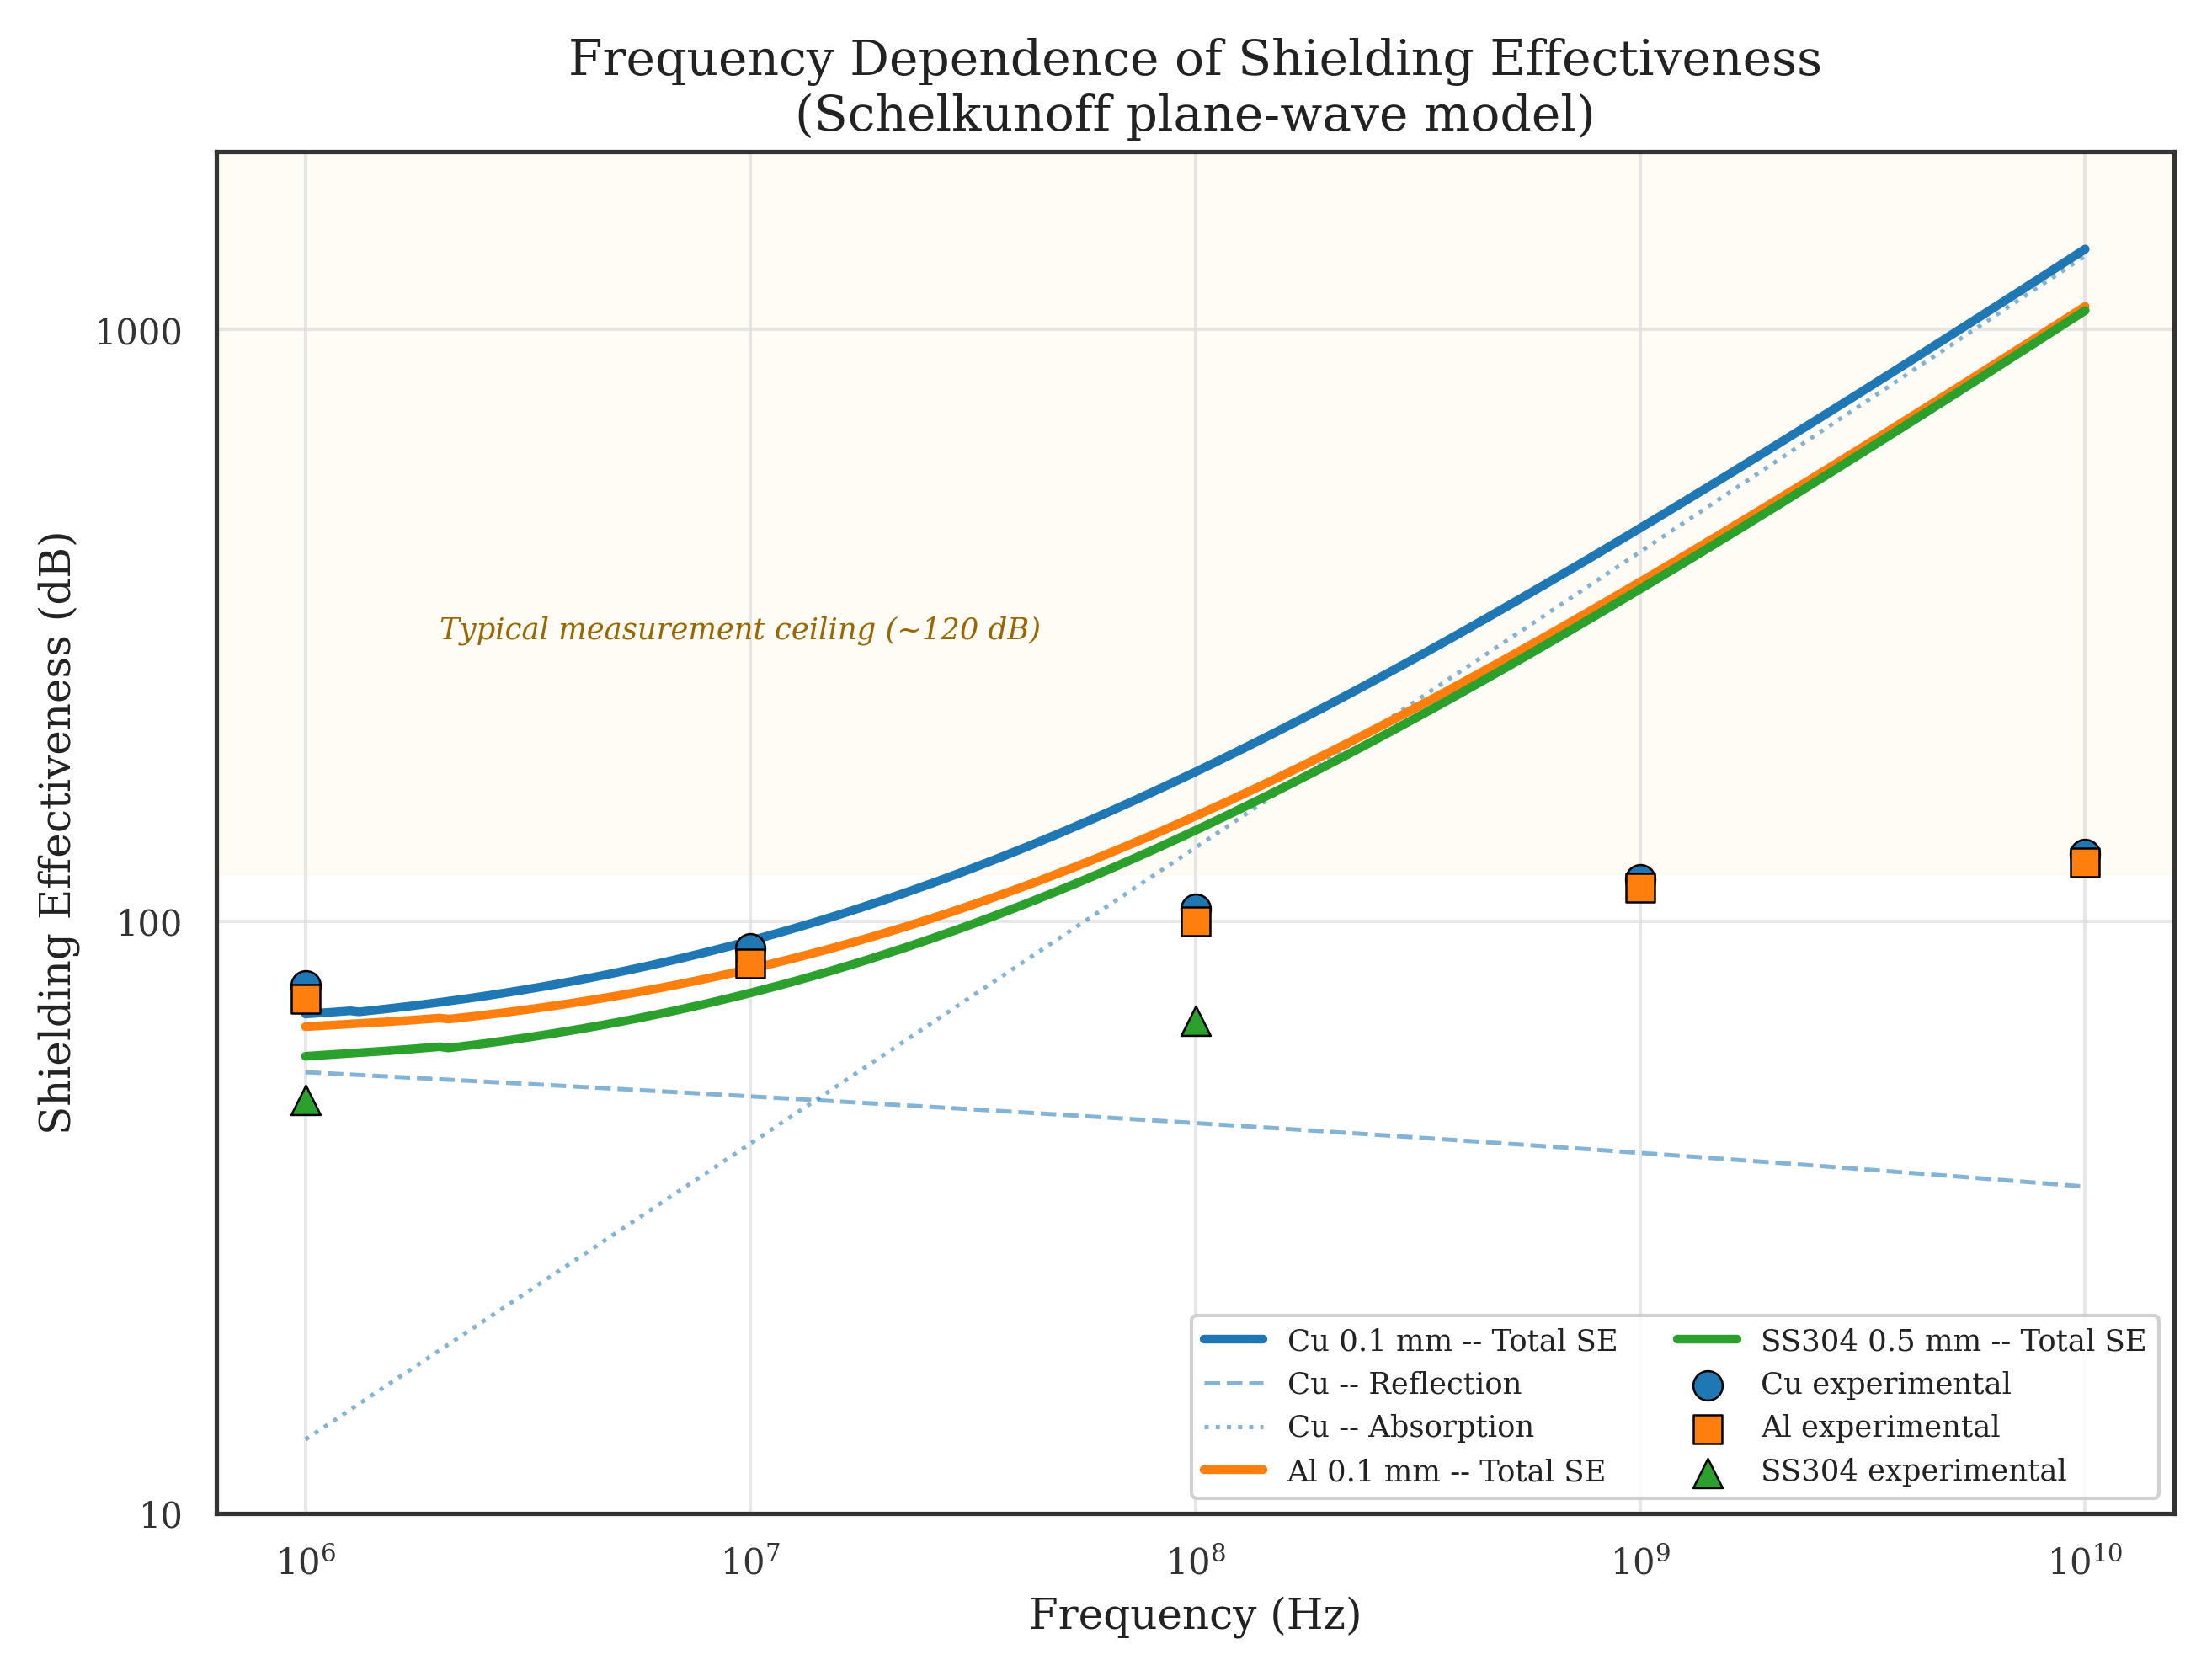 Frequency Dependence of Shielding Effectiveness
(Schelkunoff plane-wave model)
Shielding Effectiveness (dB)
1000
100
10
Typical measurement ceiling (~120 dB)
Cu 0.1 mm -- Total SE
Cu -- Reflection
Cu -- Absorption
Al 0.1 mm -- Total SE
SS304 0.5 mm -- Total SE
Cu experimental
Al experimental
SS304 experimental
10⁶
10⁷
10⁸
10⁹
10¹⁰
Frequency (Hz)